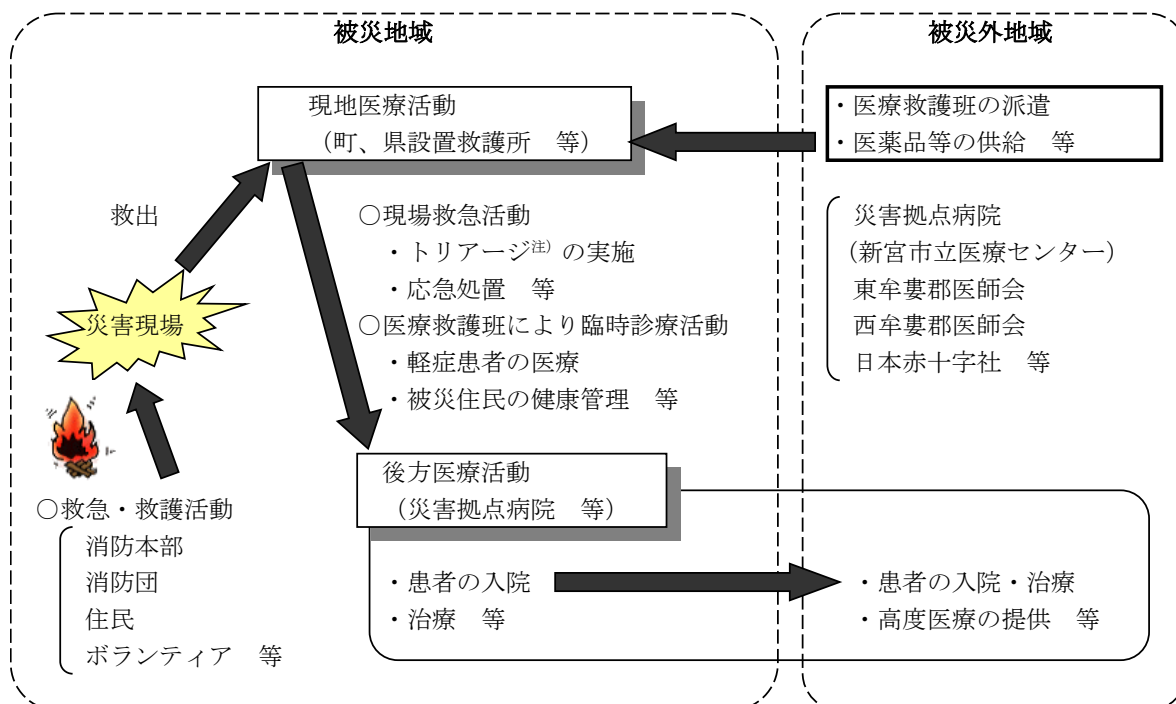 被災地域
被災外地域
現地医療活動
（町、県設置救護所　等）
・医療救護班の派遣
・医薬品等の供給　等
救出
○現場救急活動
・トリアージ注）の実施
・応急処置　等
○医療救護班により臨時診療活動
・軽症患者の医療
・被災住民の健康管理　等
災害拠点病院
（新宮市立医療センター）
東牟婁郡医師会
西牟婁郡医師会
日本赤十字社　等
災害現場
○救急・救護活動
消防本部
消防団
住民
ボランティア　等
後方医療活動
（災害拠点病院　等）
・患者の入院
・治療　等
・患者の入院・治療
・高度医療の提供　等